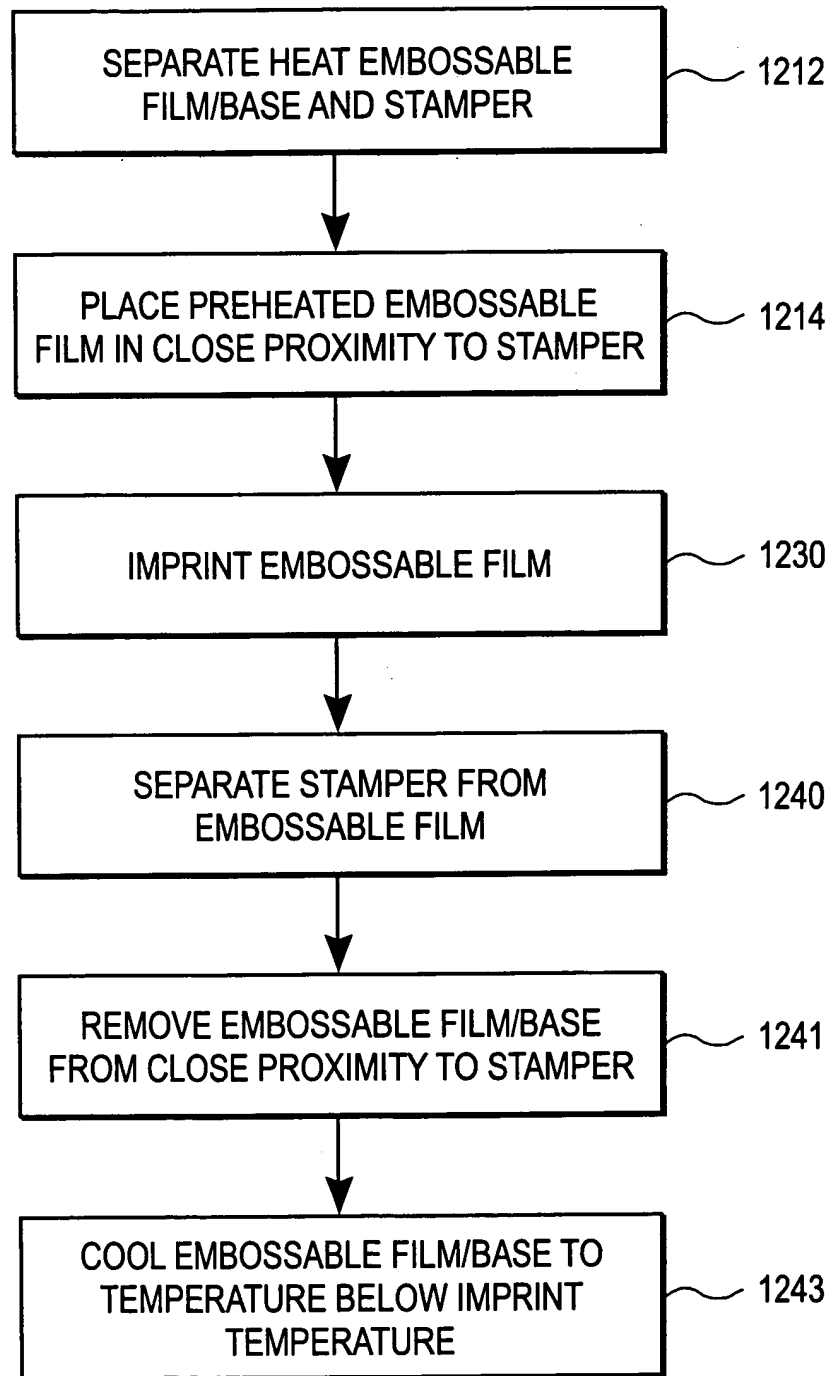 SEPARATE HEAT EMBOSSABLE
FILM/BASE AND STAMPER
1212
PLACE PREHEATED EMBOSSABLE
FILM IN CLOSE PROXIMITY TO STAMPER
1214
IMPRINT EMBOSSABLE FILM
1230
SEPARATE STAMPER FROM
EMBOSSABLE FILM
1240
REMOVE EMBOSSABLE FILM/BASE
FROM CLOSE PROXIMITY TO STAMPER
1241
COOL EMBOSSABLE FILM/BASE TO
TEMPERATURE BELOW IMPRINT
TEMPERATURE
1243